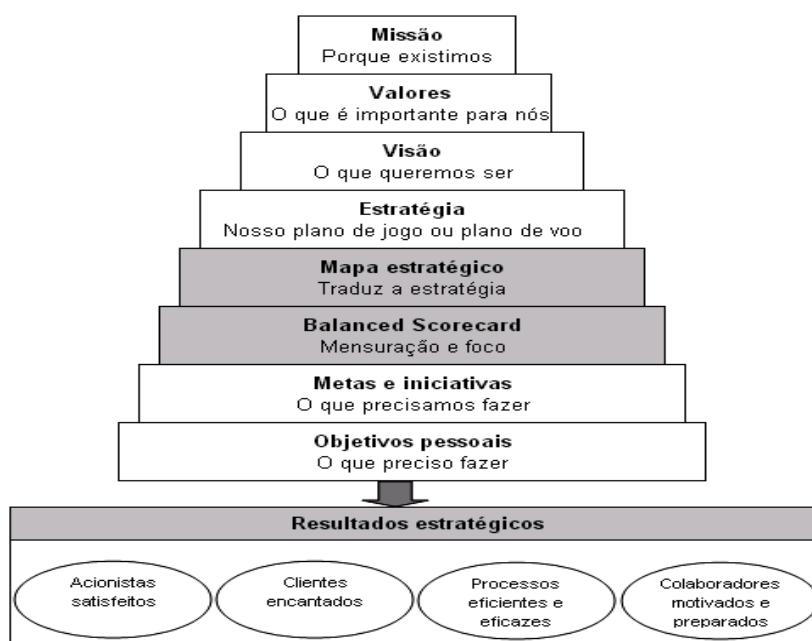 Missão
Porque existimos
Valores
O que é importante para nós
Visão
O que queremos ser
Estratégia
Nosso plano de jogo ou plano de voo
Mapa estratégico
Traduz a estratégia
Balanced Scorecard
Mensuração e foco
Metas e iniciativas
O que precisamos fazer
Objetivos pessoais
O que preciso fazer
Resultados estratégicos
Acionistas
satisfeitos
Clientes
encantados
Processos
eficientes e
eficazes
Colaboradores
motivados e
preparados